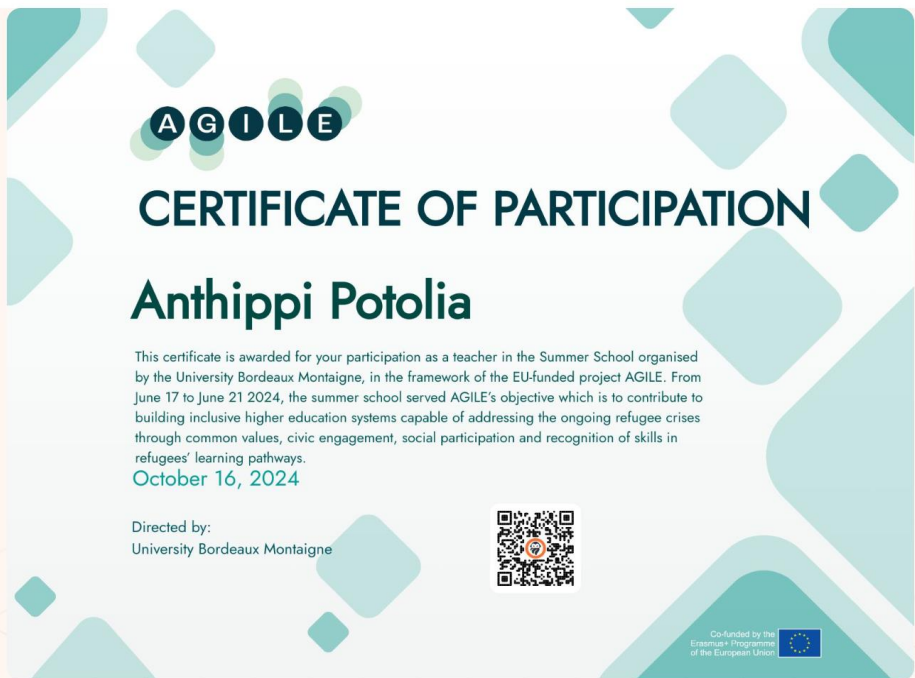 AGILE
CERTIFICATE OF PARTICIPATION
Anthippi Potolia
This certificate is awarded for your participation as a teacher in the Summer School organised
by the University Bordeaux Montaigne, in the framework of the EU-funded project AGILE. From
June 17 to June 21 2024, the summer school served AGILE's objective which is to contribute to
building inclusive higher education systems capable of addressing the ongoing refugee crises
through common values, civic engagement, social participation and recognition of skills in
refugees' learning pathways.
October 16, 2024
Directed by:
University Bordeaux Montaigne
Co-funded by the
Erasmus+ Programme
of the European Union